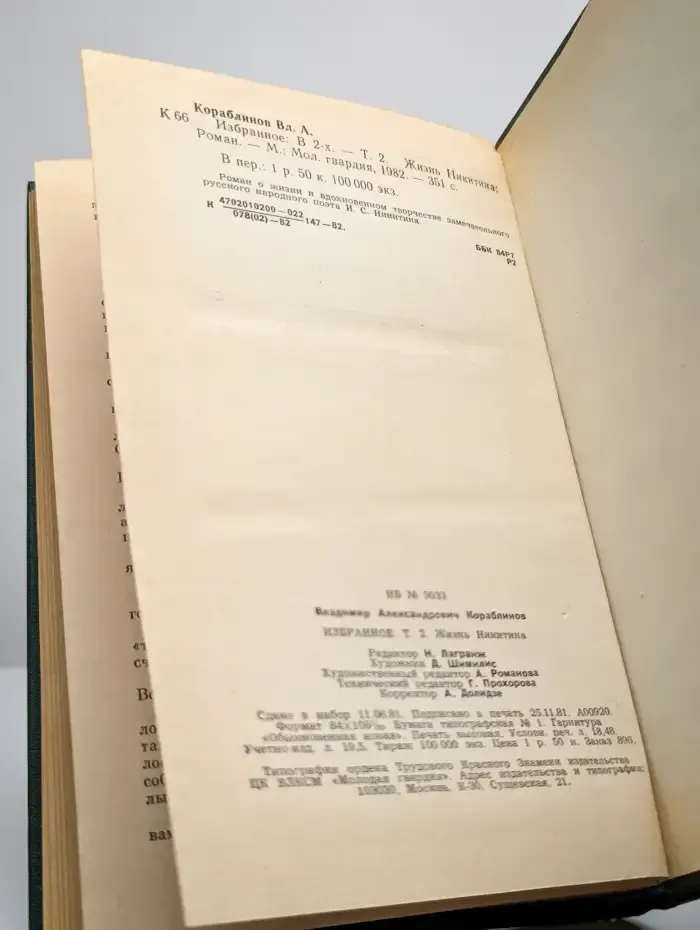 Кораблинов Вл. А.
К 66 Избранное: В 2-х. — Т. 2. Жизнь Никитина:
Роман. — М.: Мол. гвардия, 1982. — 351 с.
В пер.: 1 р. 50 к. 100 000 экз.
Роман о жизни и вдохновенном творчестве замечательного
русского народного поэта И. С. Никитина.
К 4702010200—022
078(02)—82 147—82.
ББК 84Р7
Р2
ИБ № 3033
Владимир Александрович Кораблинов
ИЗБРАННОЕ Т. 2. Жизнь Никитина
Редактор И. Лагранж
Художник Д. Шимилис
Художественный редактор А. Романова
Технический редактор Г. Прохорова
Корректор А. Долидзе
Сдано в набор 11.06.81. Подписано в печать 25.11.81. А00920.
Формат 84×108 Бумага типографская № 1. Гарнитура
«Обыкновенная новая». Печать высокая. Условн. печ. л. 18,48.
Учетно-изд. л. 19,5. Тираж 100 000 экз. Цена 1 р. 50 к. Заказ 896.
Типография ордена Трудового Красного Знамени издательства
ЦК ВЛКСМ «Молодая гвардия». Адрес издательства и типографии:
103030, Москва, К-30, Сущевская, 21.